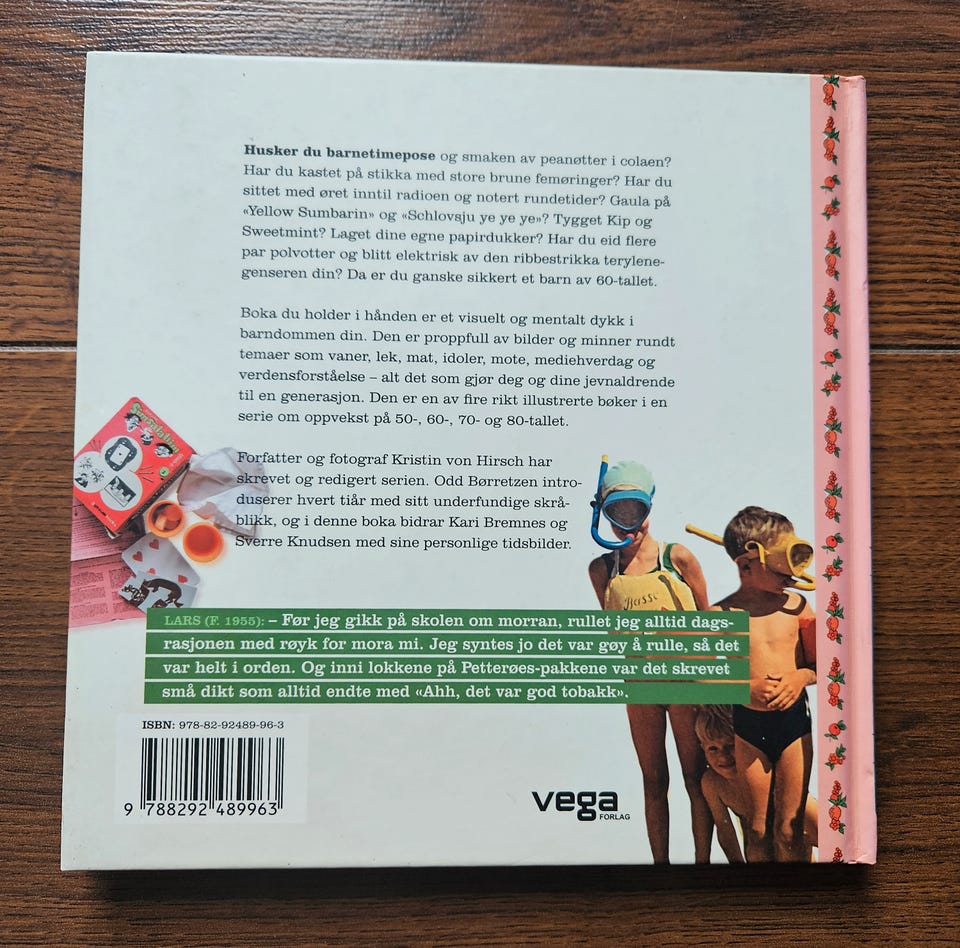 Husker du barnetimepose og smaken av peanøtter i colaen?
Har du kastet på stikka med store brune femøringer? Har du
sittet med øret inntil radioen og notert rundetider? Gaula på
«Yellow Sumbarin» og «Schlovsju ye ye ye»? Tygget Kip og
Sweetmint? Laget dine egne papirdukker? Har du eid flere
par polvotter og blitt elektrisk av den ribbestrikka terylene-
genseren din? Da er du ganske sikkert et barn av 60-tallet.
Boka du holder i hånden er et visuelt og mentalt dykk i
barndommen din. Den er proppfull av bilder og minner rundt
temaer som vaner, lek, mat, idoler, mote, mediehverdag og
verdensforståelse – alt det som gjør deg og dine jevnaldrende
til en generasjon. Den er en av fire rikt illustrerte bøker i en
serie om oppvekst på 50-, 60-, 70- og 80-tallet.
Forfatter og fotograf Kristin von Hirsch har
skrevet og redigert serien. Odd Børretzen intro-
duserer hvert tiår med sitt underfundige skrå-
blikk, og i denne boka bidrar Kari Bremnes og
Sverre Knudsen med sine personlige tidsbilder.
Basse
LARS (F. 1955): – Før jeg gikk på skolen om morran, rullet jeg alltid dags-
rasjonen med røyk for mora mi. Jeg syntes jo det var gøy å rulle, så det
var helt i orden. Og inni lokkene på Petterøes-pakkene var det skrevet
små dikt som alltid endte med «Ahh, det var god tobakk».
ISBN: 978-82-92489-96-3
9 788292 489963
vega
FORLAG